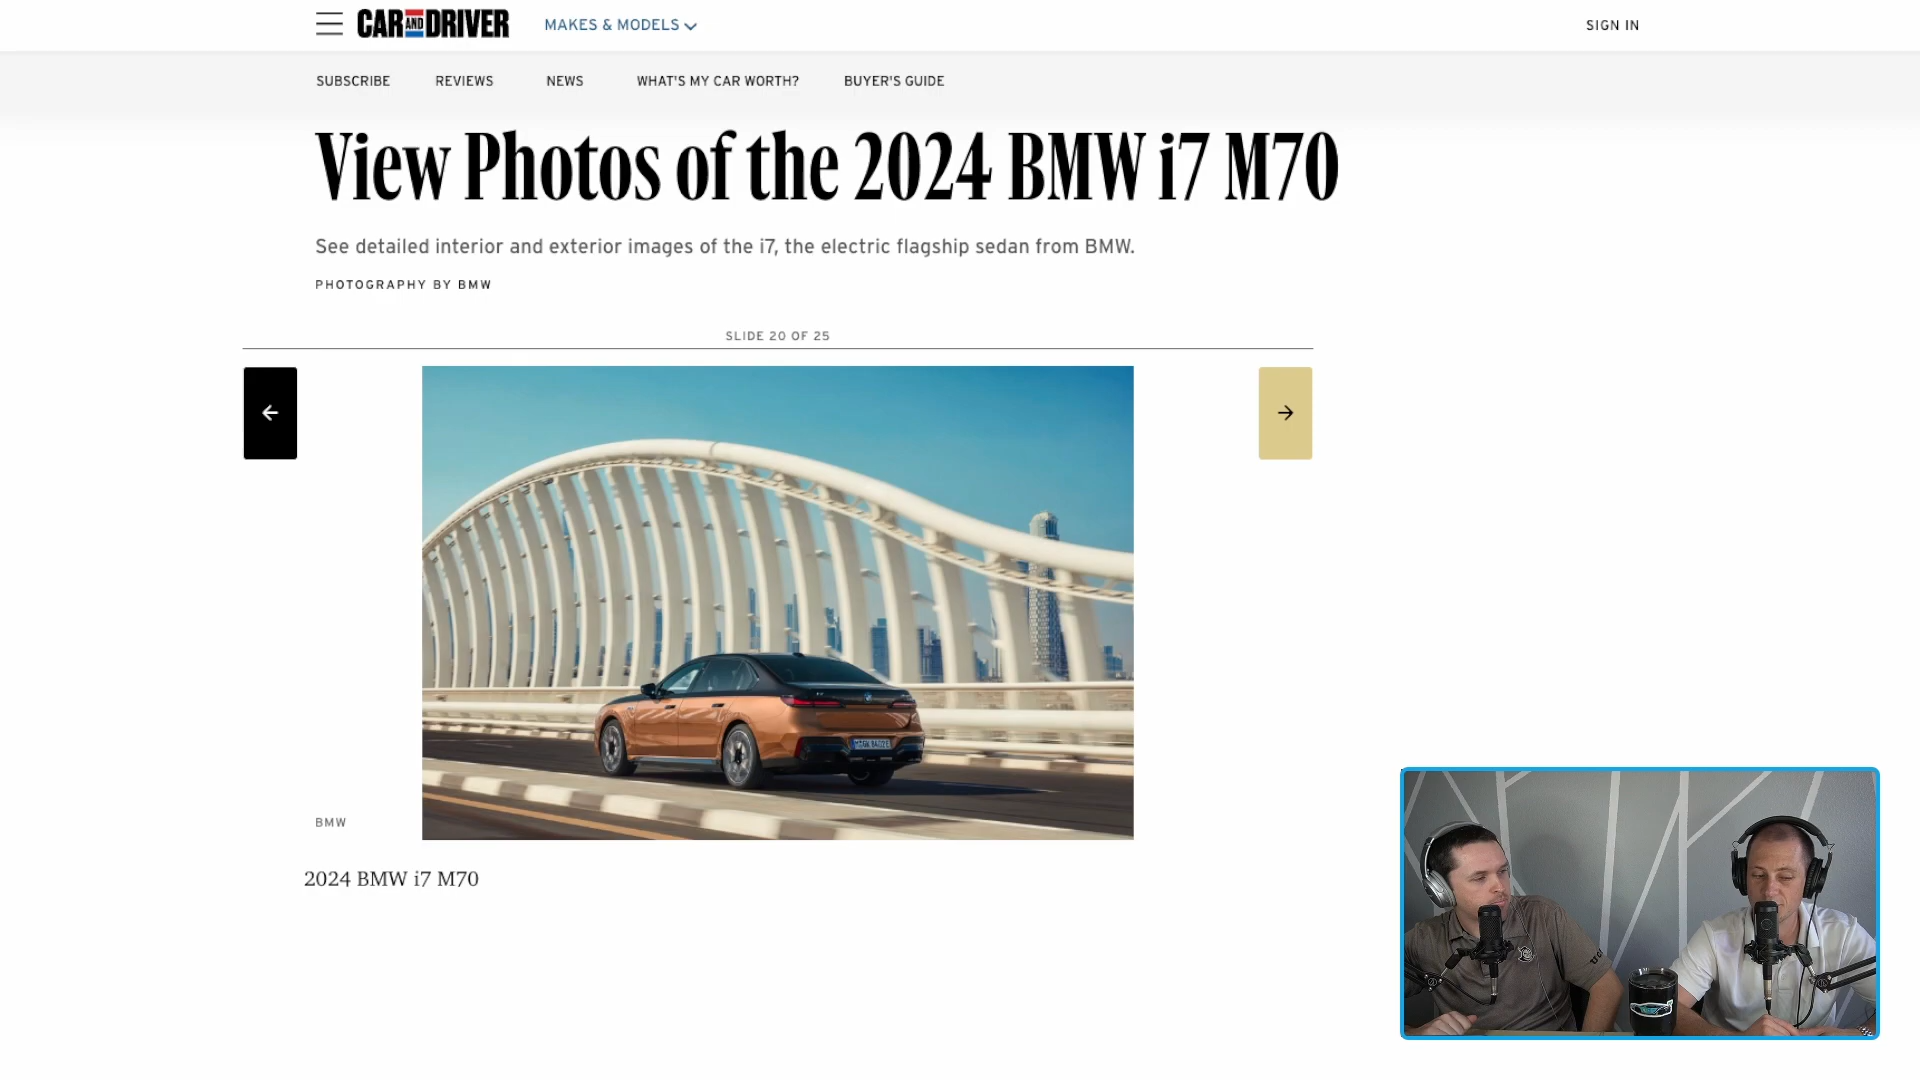 CAR AND DRIVER
MAKES & MODELS
SIGN IN
SUBSCRIBE
REVIEWS
NEWS
WHAT'S MY CAR WORTH?
BUYER'S GUIDE
View Photos of the 2024 BMW i7 M70
See detailed interior and exterior images of the i7, the electric flagship sedan from BMW.
PHOTOGRAPHY BY BMW
SLIDE 20 OF 25
BMW
2024 BMW i7 M70